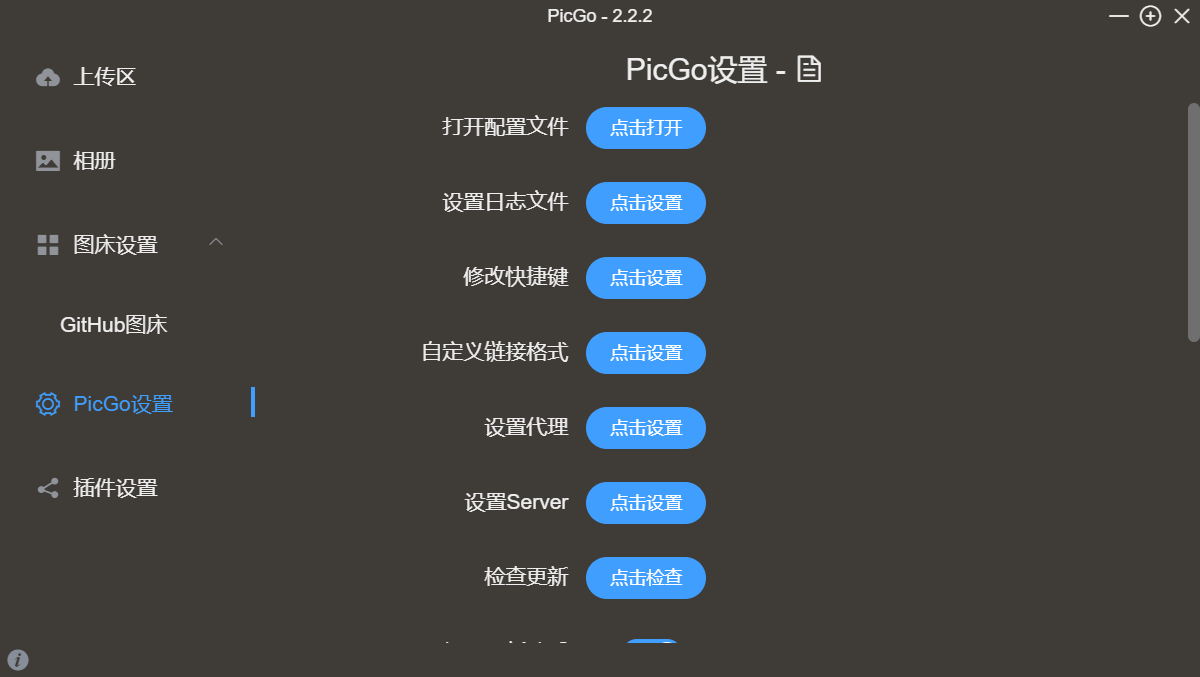 PicGo - 2.2.2
上传区
相册
图床设置
GitHub图床
PicGo设置
插件设置
PicGo设置 -
打开配置文件 点击打开
设置日志文件 点击设置
修改快捷键 点击设置
自定义链接格式 点击设置
设置代理 点击设置
设置Server 点击设置
检查更新 点击检查